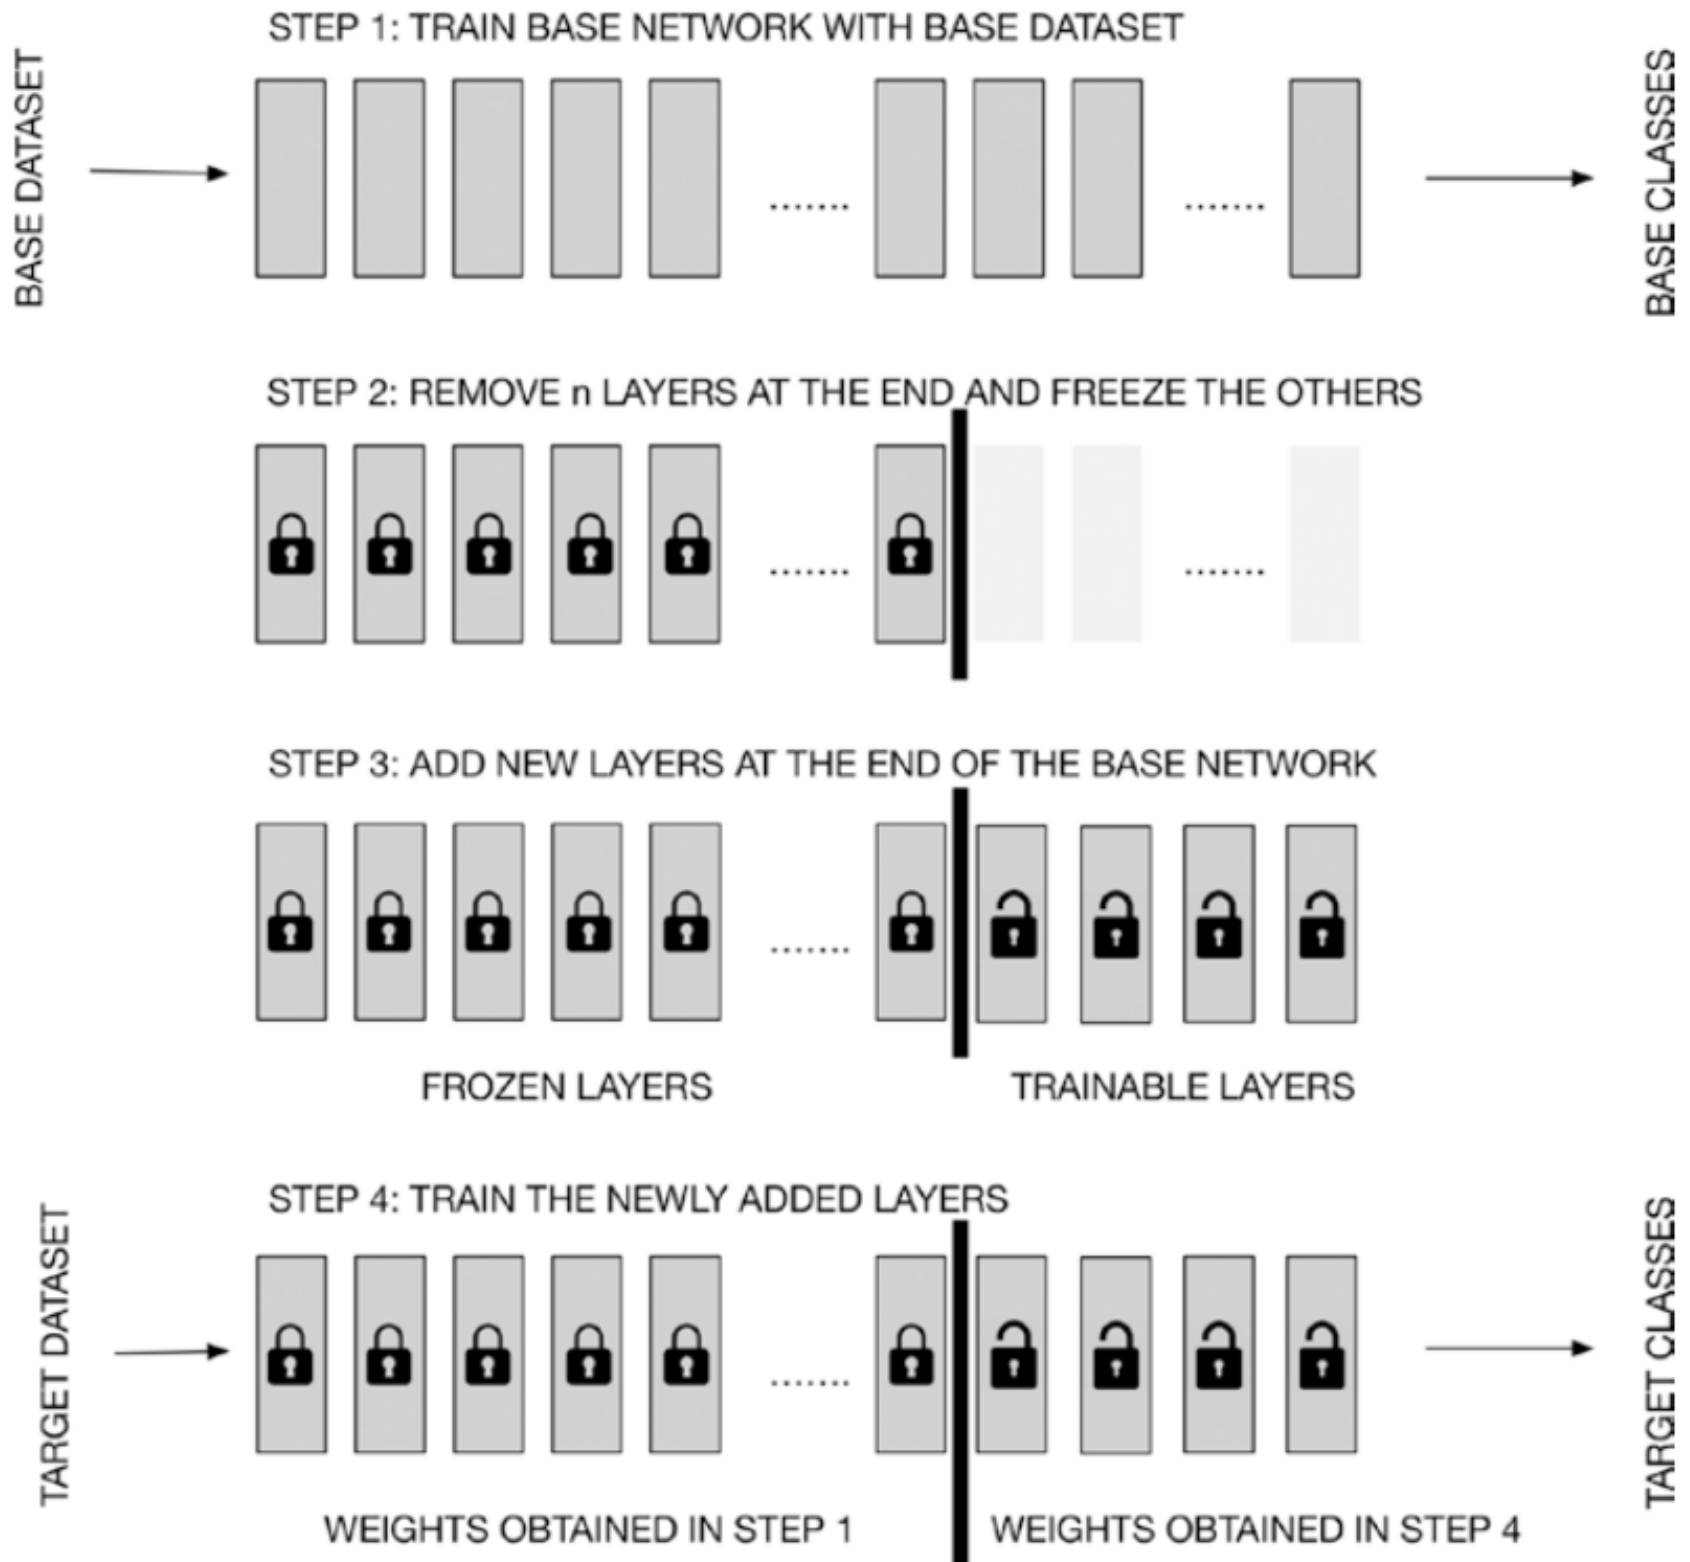 STEP 1: TRAIN BASE NETWORK WITH BASE DATASET
BASE DATASET
.......
.......
BASE CLASSES
STEP 2: REMOVE n LAYERS AT THE END AND FREEZE THE OTHERS
.......
.......
STEP 3: ADD NEW LAYERS AT THE END OF THE BASE NETWORK
.......
FROZEN LAYERS
TRAINABLE LAYERS
STEP 4: TRAIN THE NEWLY ADDED LAYERS
TARGET DATASET
.......
TARGET CLASSES
WEIGHTS OBTAINED IN STEP 1
WEIGHTS OBTAINED IN STEP 4